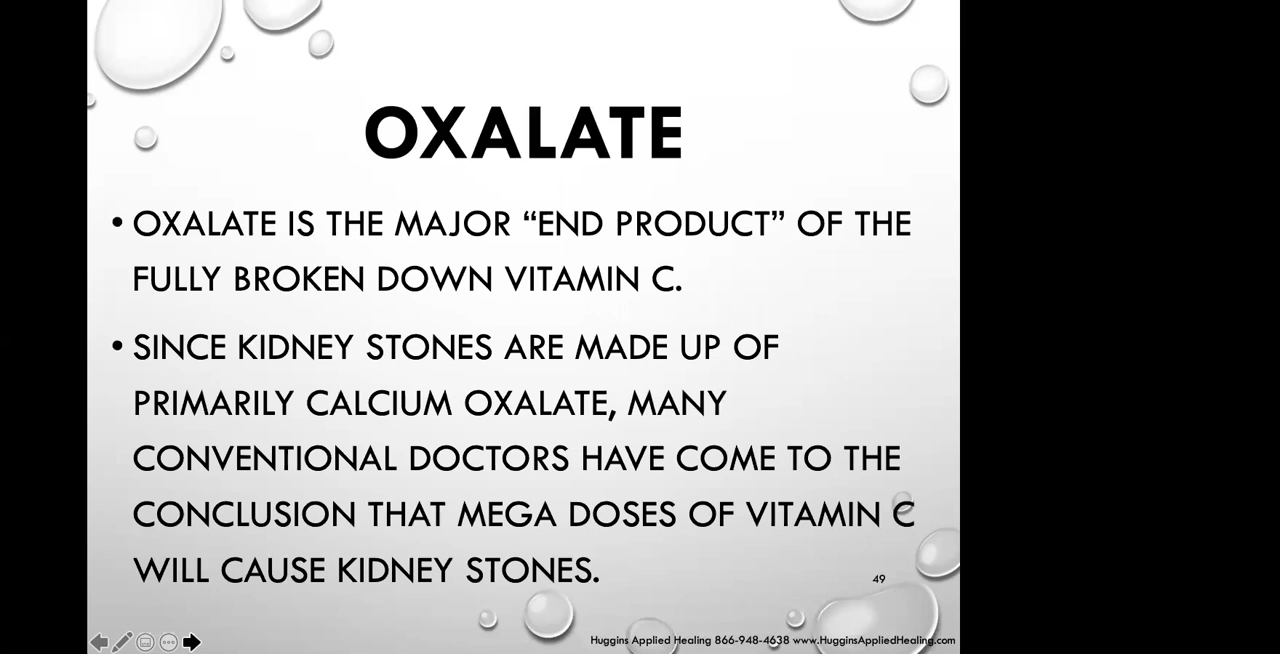 OXALATE
• OXALATE IS THE MAJOR “END PRODUCT” OF THE
FULLY BROKEN DOWN VITAMIN C.
• SINCE KIDNEY STONES ARE MADE UP OF
PRIMARILY CALCIUM OXALATE, MANY
CONVENTIONAL DOCTORS HAVE COME TO THE
CONCLUSION THAT MEGA DOSES OF VITAMIN C
WILL CAUSE KIDNEY STONES.
49
Huggins Applied Healing 866-948-4638 www.HugginsAppliedHealing.com